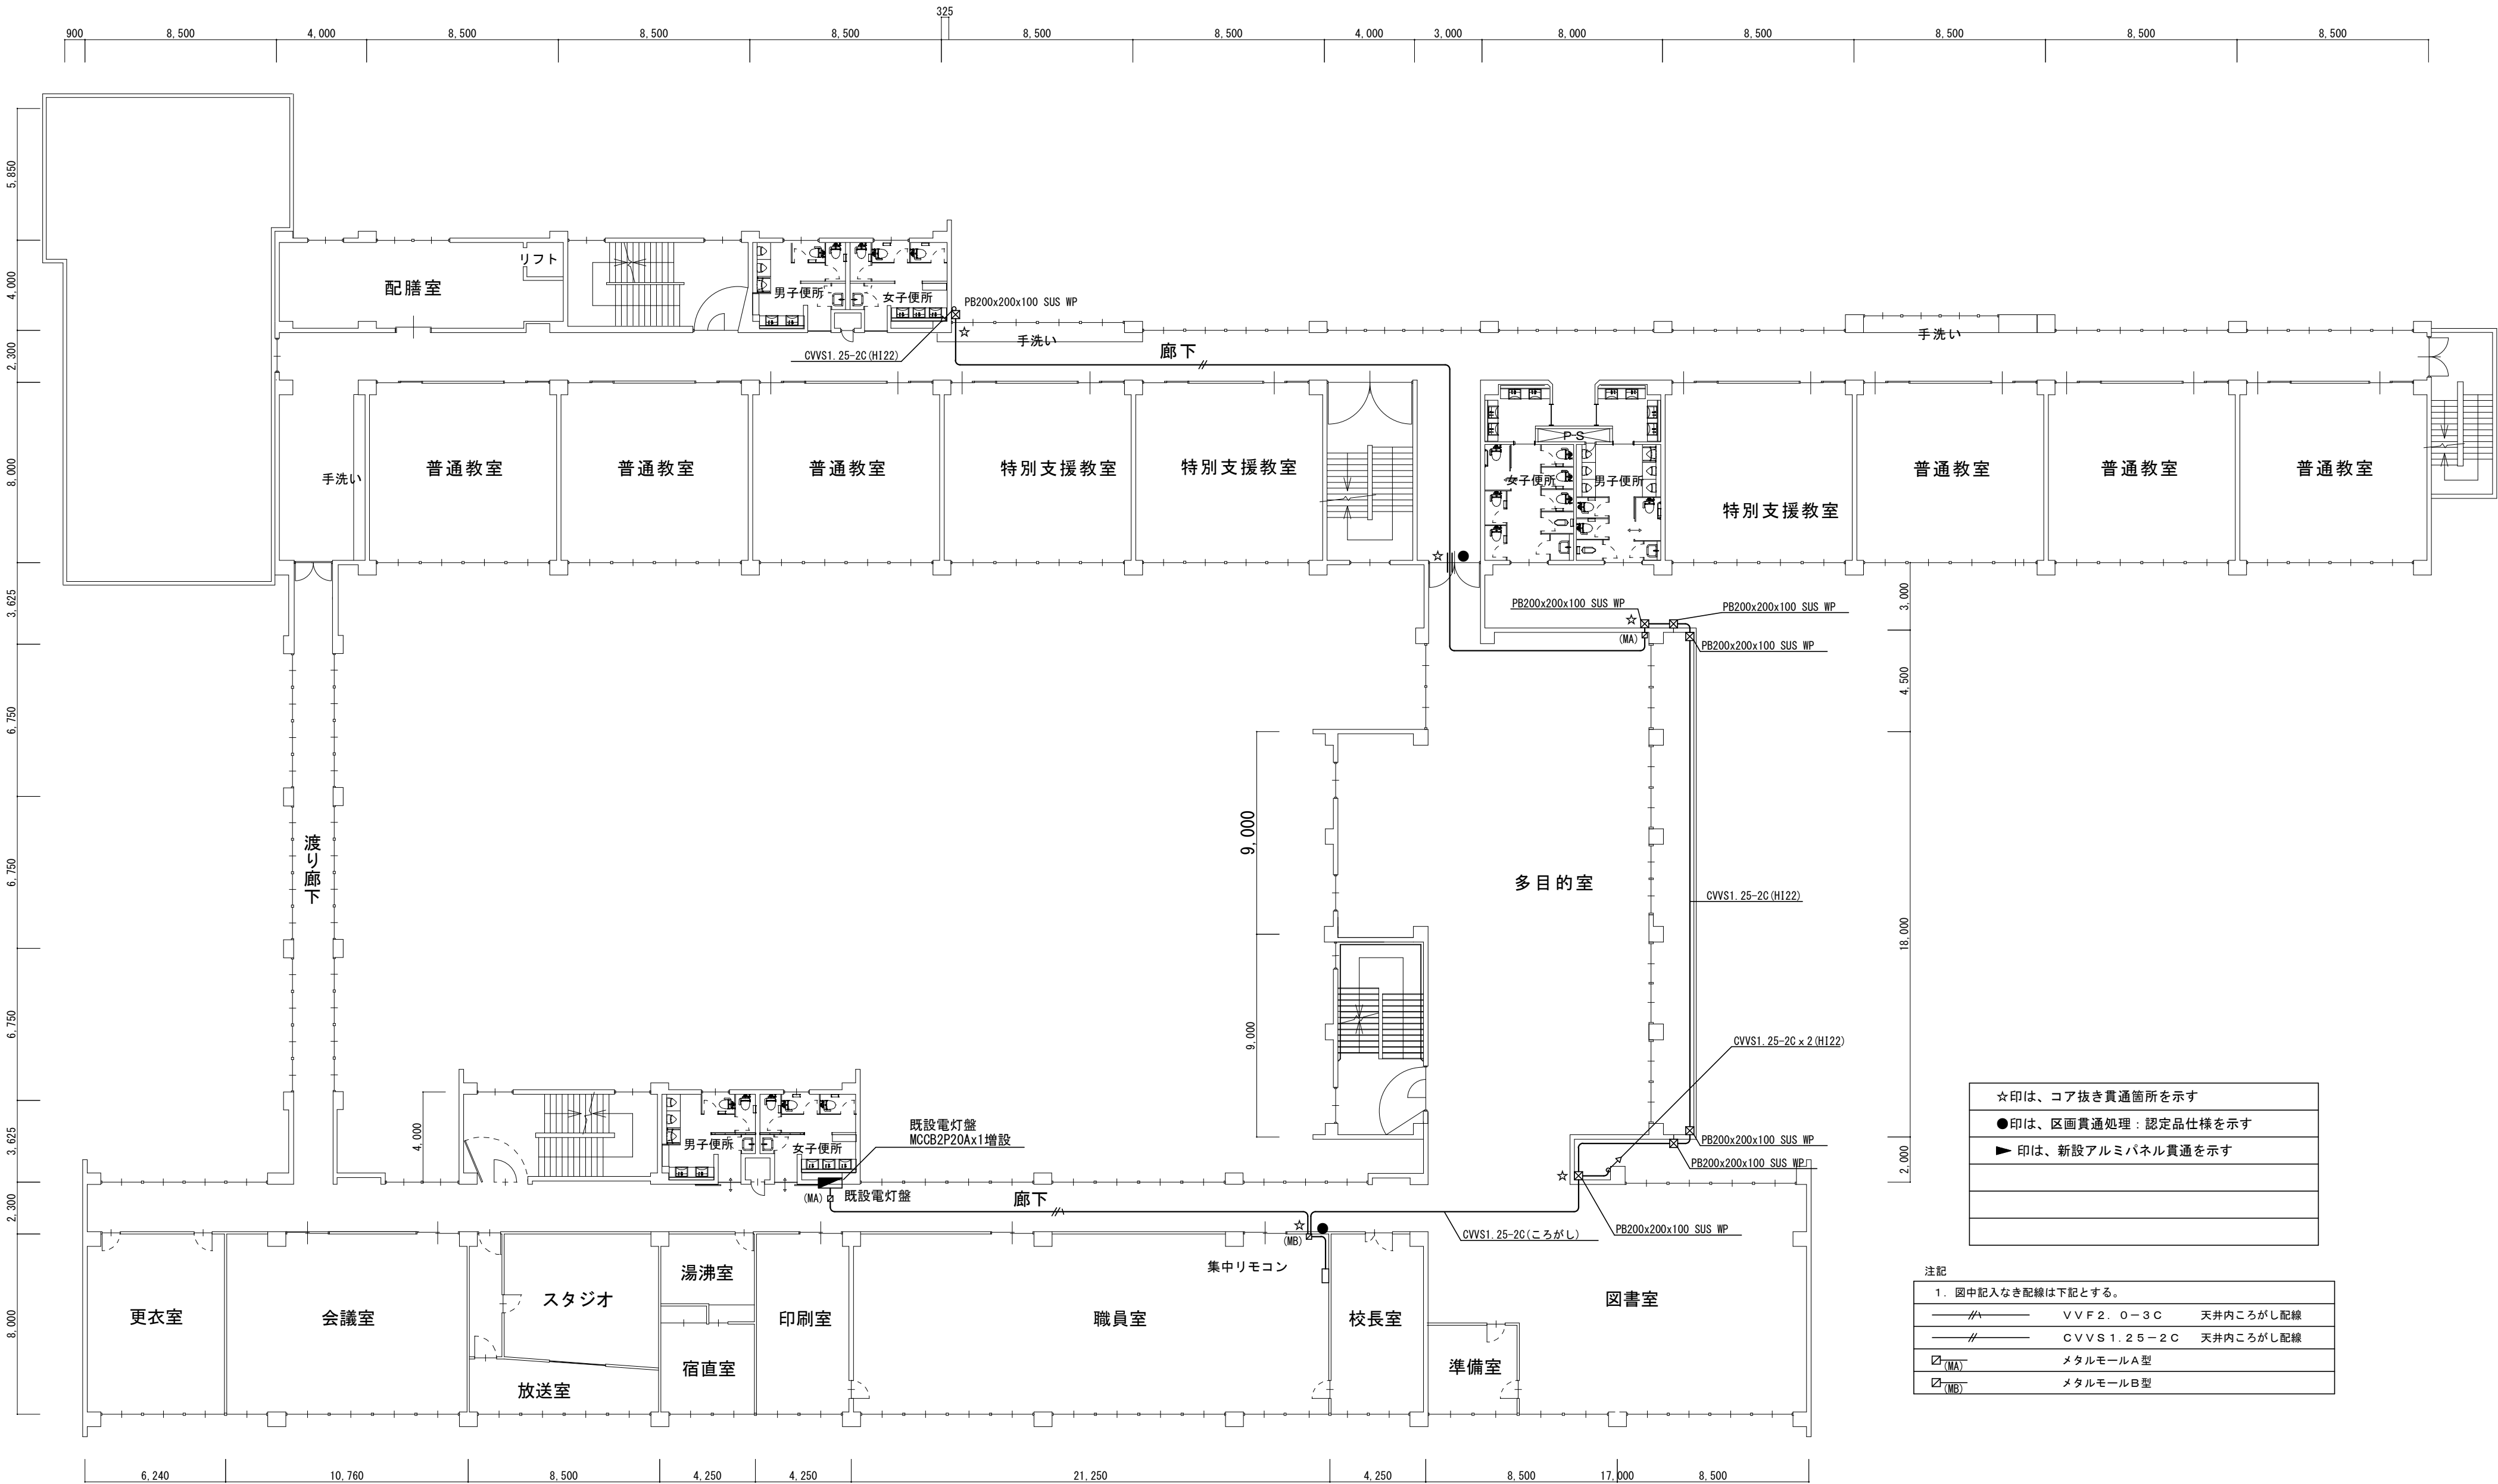 325
900
8,500
4,000
8,500
8,500
8,500
8,500
8,500
4,000
3,000
8,000
8,500
8,500
8,500
8,500
5,850
4,000
2,300
8,000
3,625
6,750
6,750
6,750
3,625
2,300
8,000
リフト
配膳室
男子便所
女子便所
PB200x200x100 SUS WP
手洗い
CVVS1.25-2C(HI22)
廊下
手洗い
PS
手洗い
普通教室
普通教室
普通教室
特別支援教室
特別支援教室
女子便所
男子便所
特別支援教室
普通教室
普通教室
普通教室
☆
☆
●
PB200x200x100 SUS WP
PB200x200x100 SUS WP
☆
(MA)
PB200x200x100 SUS WP
3,000
4,500
18,000
2,000
9,000
9,000
渡り廊下
多目的室
CVVS1.25-2C(HI22)
CVVS1.25-2C x 2(HI22)
4,000
男子便所
女子便所
既設電灯盤
MCCB2P20Ax1増設
PB200x200x100 SUS WP
PB200x200x100 SUS WP
☆
(MA)
既設電灯盤
廊下
☆
●
(MB)
CVVS1.25-2C(ころがし)
PB200x200x100 SUS WP
集中リモコン
更衣室
会議室
スタジオ
放送室
湯沸室
宿直室
印刷室
職員室
校長室
準備室
図書室
☆印は、コア抜き貫通箇所を示す
●印は、区画貫通処理：認定品仕様を示す
► 印は、新設アルミパネル貫通を示す
注記
１．図中記入なき配線は下記とする。
ＶＶＦ２．０－３Ｃ　天井内ころがし配線
ＣＶＶＳ１．２５－２Ｃ　天井内ころがし配線
(MA)　メタルモールＡ型
(MB)　メタルモールＢ型
6,240
10,760
8,500
4,250
4,250
21,250
4,250
8,500
17,000
8,500